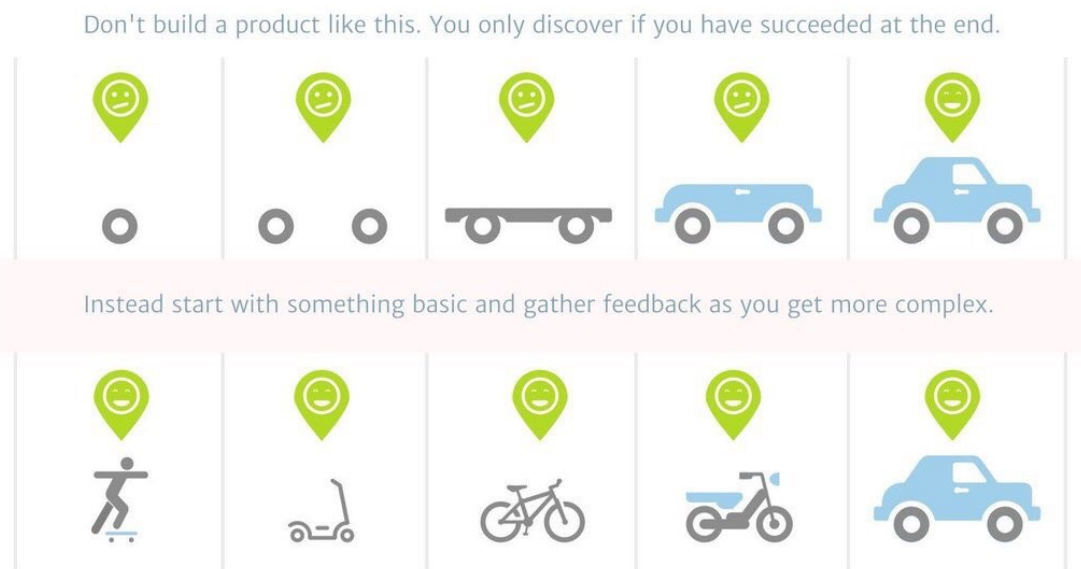 Don't build a product like this. You only discover if you have succeeded at the end.
Instead start with something basic and gather feedback as you get more complex.